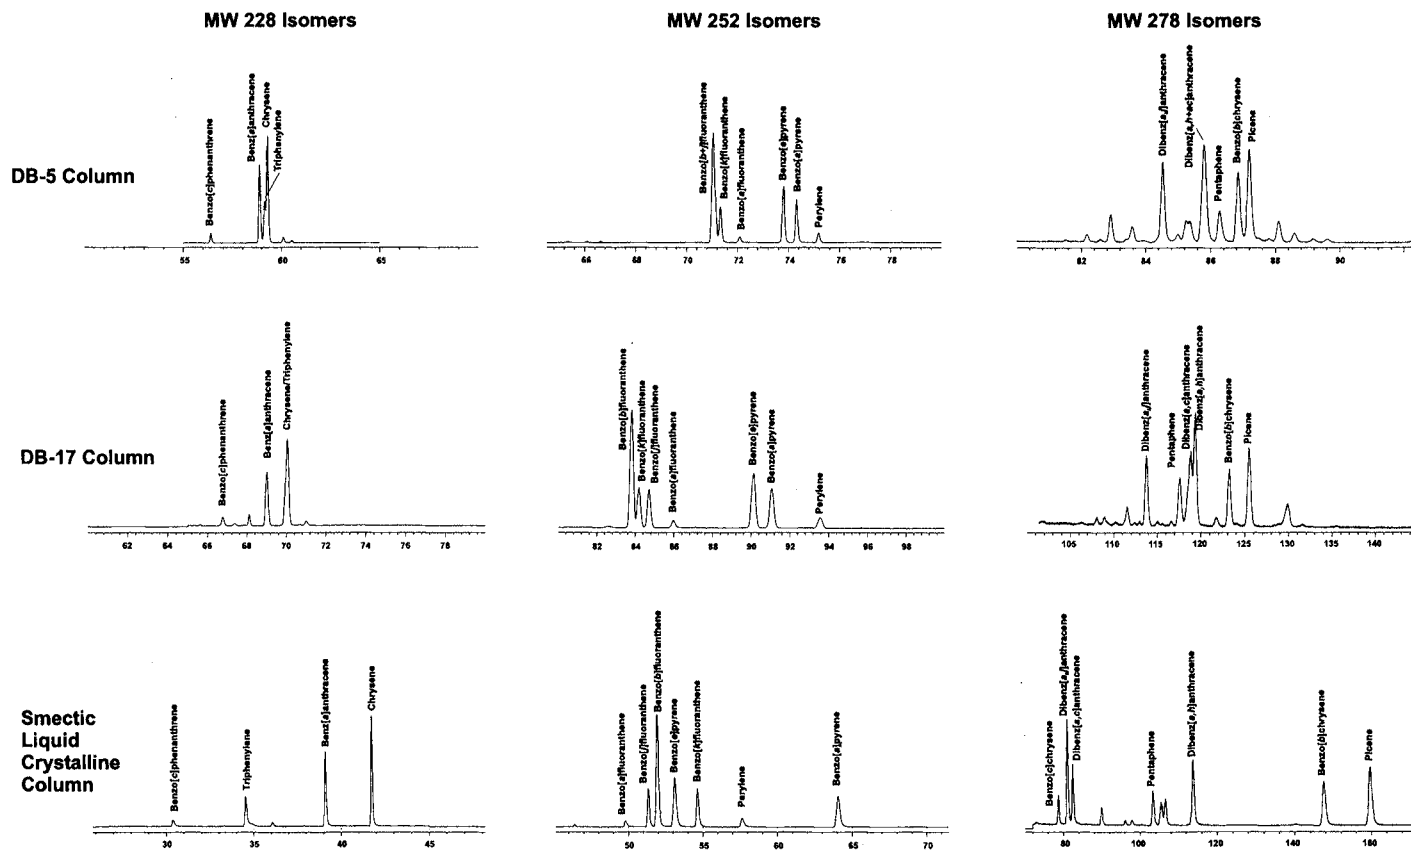 MW 228 Isomers
MW 252 Isomers
MW 278 Isomers
DB-5 Column
Benzo[c]phenanthrene
Benz[a]anthracene
Chrysene
Triphenylene
55 60 65
Benzo[b+j]fluoranthene
Benzo[k]fluoranthene
Benzo[a]fluoranthene
Benzo[e]pyrene
Benzo[a]pyrene
Perylene
66 68 70 72 74 76 78
Dibenz[a,j]anthracene
Dibenz[a,h+ac]anthracene
Pentaphene
Benzo[b]chrysene
Picene
82 84 86 88 90
DB-17 Column
Benzo[c]phenanthrene
Benz[a]anthracene
Chrysene/Triphenylene
62 64 66 68 70 72 74 76 78
Benzo[b]fluoranthene
Benzo[k]fluoranthene
Benzo[j]fluoranthene
Benzo[a]fluoranthene
Benzo[e]pyrene
Benzo[a]pyrene
Perylene
82 84 86 88 90 92 94 96 98
Dibenz[a,j]anthracene
Pentaphene
Dibenz[a,c]anthracene
Dibenz[a,h]anthracene
Benzo[b]chrysene
Picene
105 110 115 120 125 130 135 140
Smectic
Liquid
Crystalline
Column
Benzo[c]phenanthrene
Triphenylene
Benz[a]anthracene
Chrysene
30 35 40 45
Benzo[a]fluoranthene
Benzo[j]fluoranthene
Benzo[b]fluoranthene
Benzo[e]pyrene
Benzo[k]fluoranthene
Perylene
Benzo[a]pyrene
50 55 60 65 70
Benzo[c]chrysene
Dibenz[a,j]anthracene
Dibenz[a,c]anthracene
Pentaphene
Dibenz[a,h]anthracene
Benzo[b]chrysene
Picene
80 100 120 140 160